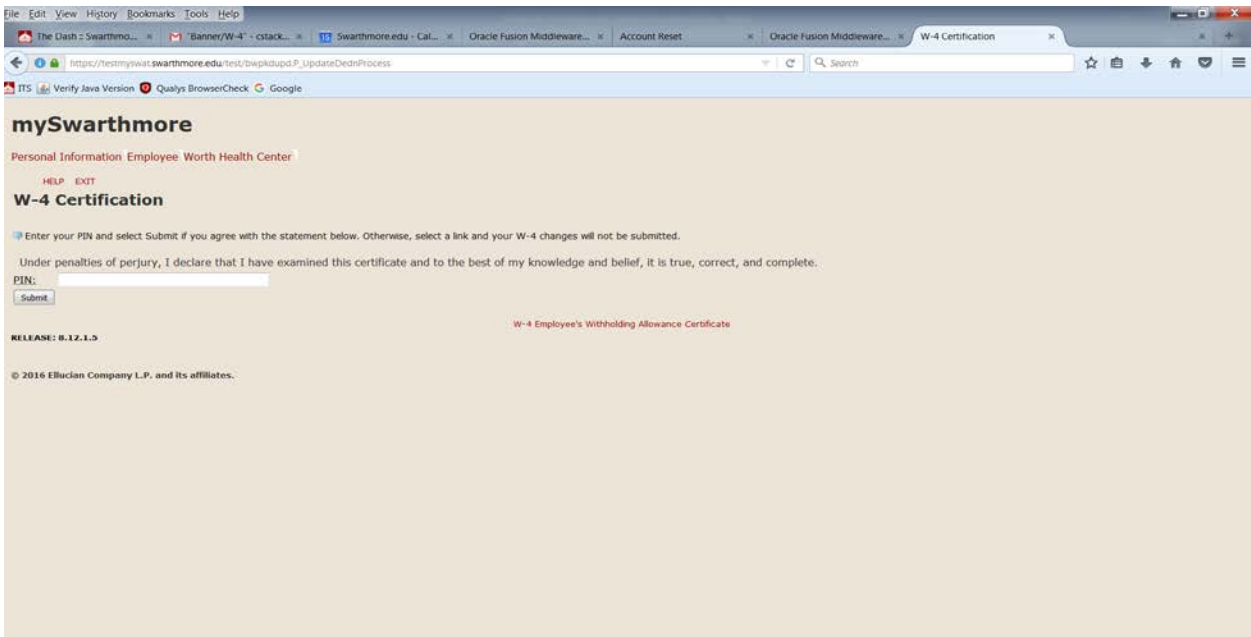 File Edit View History Bookmarks Tools Help
The Dash :: Swarthmo... "Banner/W-4" - cstack... 15 Swarthmore.edu - Cal... Oracle Fusion Middleware... Account Reset Oracle Fusion Middleware... W-4 Certification
https://testmyswat.swarthmore.edu/test/bwpkdupd.P_UpdateDednProcess Search
ITS Verify Java Version Qualys BrowserCheck Google
mySwarthmore
Personal Information Employee Worth Health Center
HELP EXIT
W-4 Certification
Enter your PIN and select Submit if you agree with the statement below. Otherwise, select a link and your W-4 changes will not be submitted.
Under penalties of perjury, I declare that I have examined this certificate and to the best of my knowledge and belief, it is true, correct, and complete.
PIN:
Submit
W-4 Employee's Withholding Allowance Certificate
RELEASE: 8.12.1.5
© 2016 Ellucian Company L.P. and its affiliates.